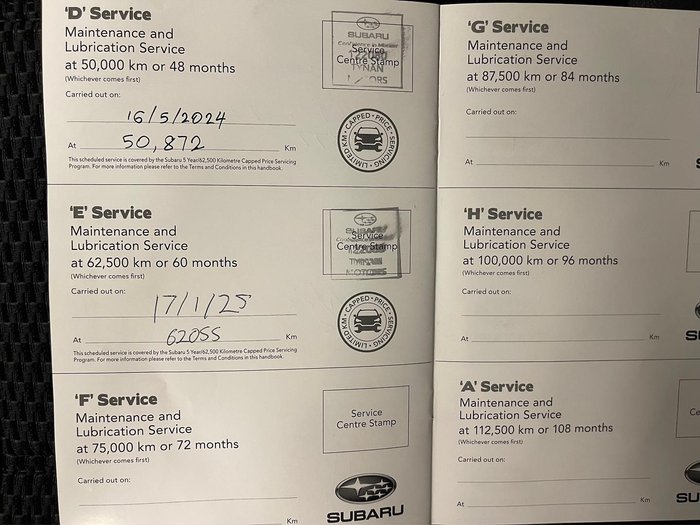 'D' Service
Maintenance and
Lubrication Service
at 50,000 km or 48 months
(Whichever comes first)
Carried out on:
16/5/2024
At 50,872 Km
This scheduled service is covered by the Subaru 5 Year/62,500 Kilometre Capped Price Servicing
Program. For more information please refer to the Terms and Conditions in this handbook.
SUBARU
Service
Centre Stamp
TYNAN
LIMITED KM • CAPPED • PRICE • SERVICING •
'E' Service
Maintenance and
Lubrication Service
at 62,500 km or 60 months
(Whichever comes first)
Carried out on:
17/1/25
At 62055 Km
This scheduled service is covered by the Subaru 5 Year/62,500 Kilometre Capped Price Servicing
Program. For more information please refer to the Terms and Conditions in this handbook.
SUBARU
Service
Centre Stamp
MOTORS
LIMITED KM • CAPPED • PRICE • SERVICING •
'F' Service
Maintenance and
Lubrication Service
at 75,000 km or 72 months
(Whichever comes first)
Carried out on:
Km
Service
Centre Stamp
SUBARU
'G' Service
Maintenance and
Lubrication Service
at 87,500 km or 84 months
(Whichever comes first)
Carried out on:
At Km
'H' Service
Maintenance and
Lubrication Service
at 100,000 km or 96 months
(Whichever comes first)
Carried out on:
At Km
'A' Service
Maintenance and
Lubrication Service
at 112,500 km or 108 months
(Whichever comes first)
Carried out on:
At Km